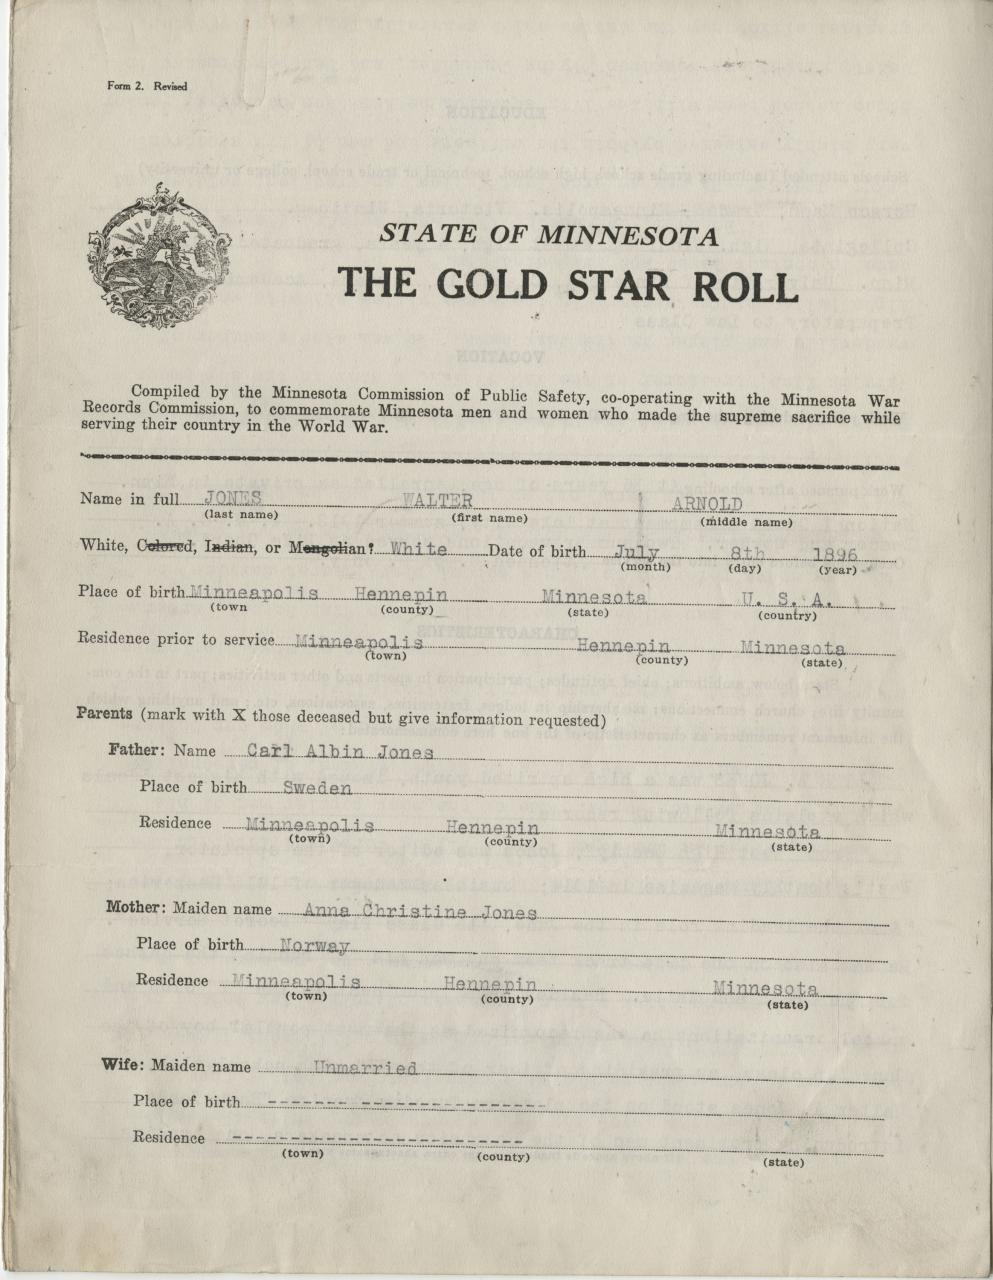 Form 2. Revised
STATE OF MINNESOTA
THE GOLD STAR ROLL
Compiled by the Minnesota Commission of Public Safety, co-operating with the Minnesota War
Records Commission, to commemorate Minnesota men and women who made the supreme sacrifice while
serving their country in the World War.
Name in full JONES WALTER ARNOLD
(last name) (first name) (middle name)
White, Colored, Indian, or Mongolian? White Date of birth July 8th 1896
(month) (day) (year)
Place of birth Minneapolis Hennepin Minnesota U. S. A.
(town (county) (state) (country)
Residence prior to service Minneapolis Hennepin Minnesota
(town) (county) (state)
Parents (mark with X those deceased but give information requested)
Father: Name Carl Albin Jones
Place of birth Sweden
Residence Minneapolis Hennepin Minnesota
(town) (county) (state)
Mother: Maiden name Anna Christine Jones
Place of birth Norway
Residence Minneapolis Hennepin Minnesota
(town) (county) (state)
Wife: Maiden name Unmarried
Place of birth ------- ------------------
Residence -----------------------
(town) (county) (state)